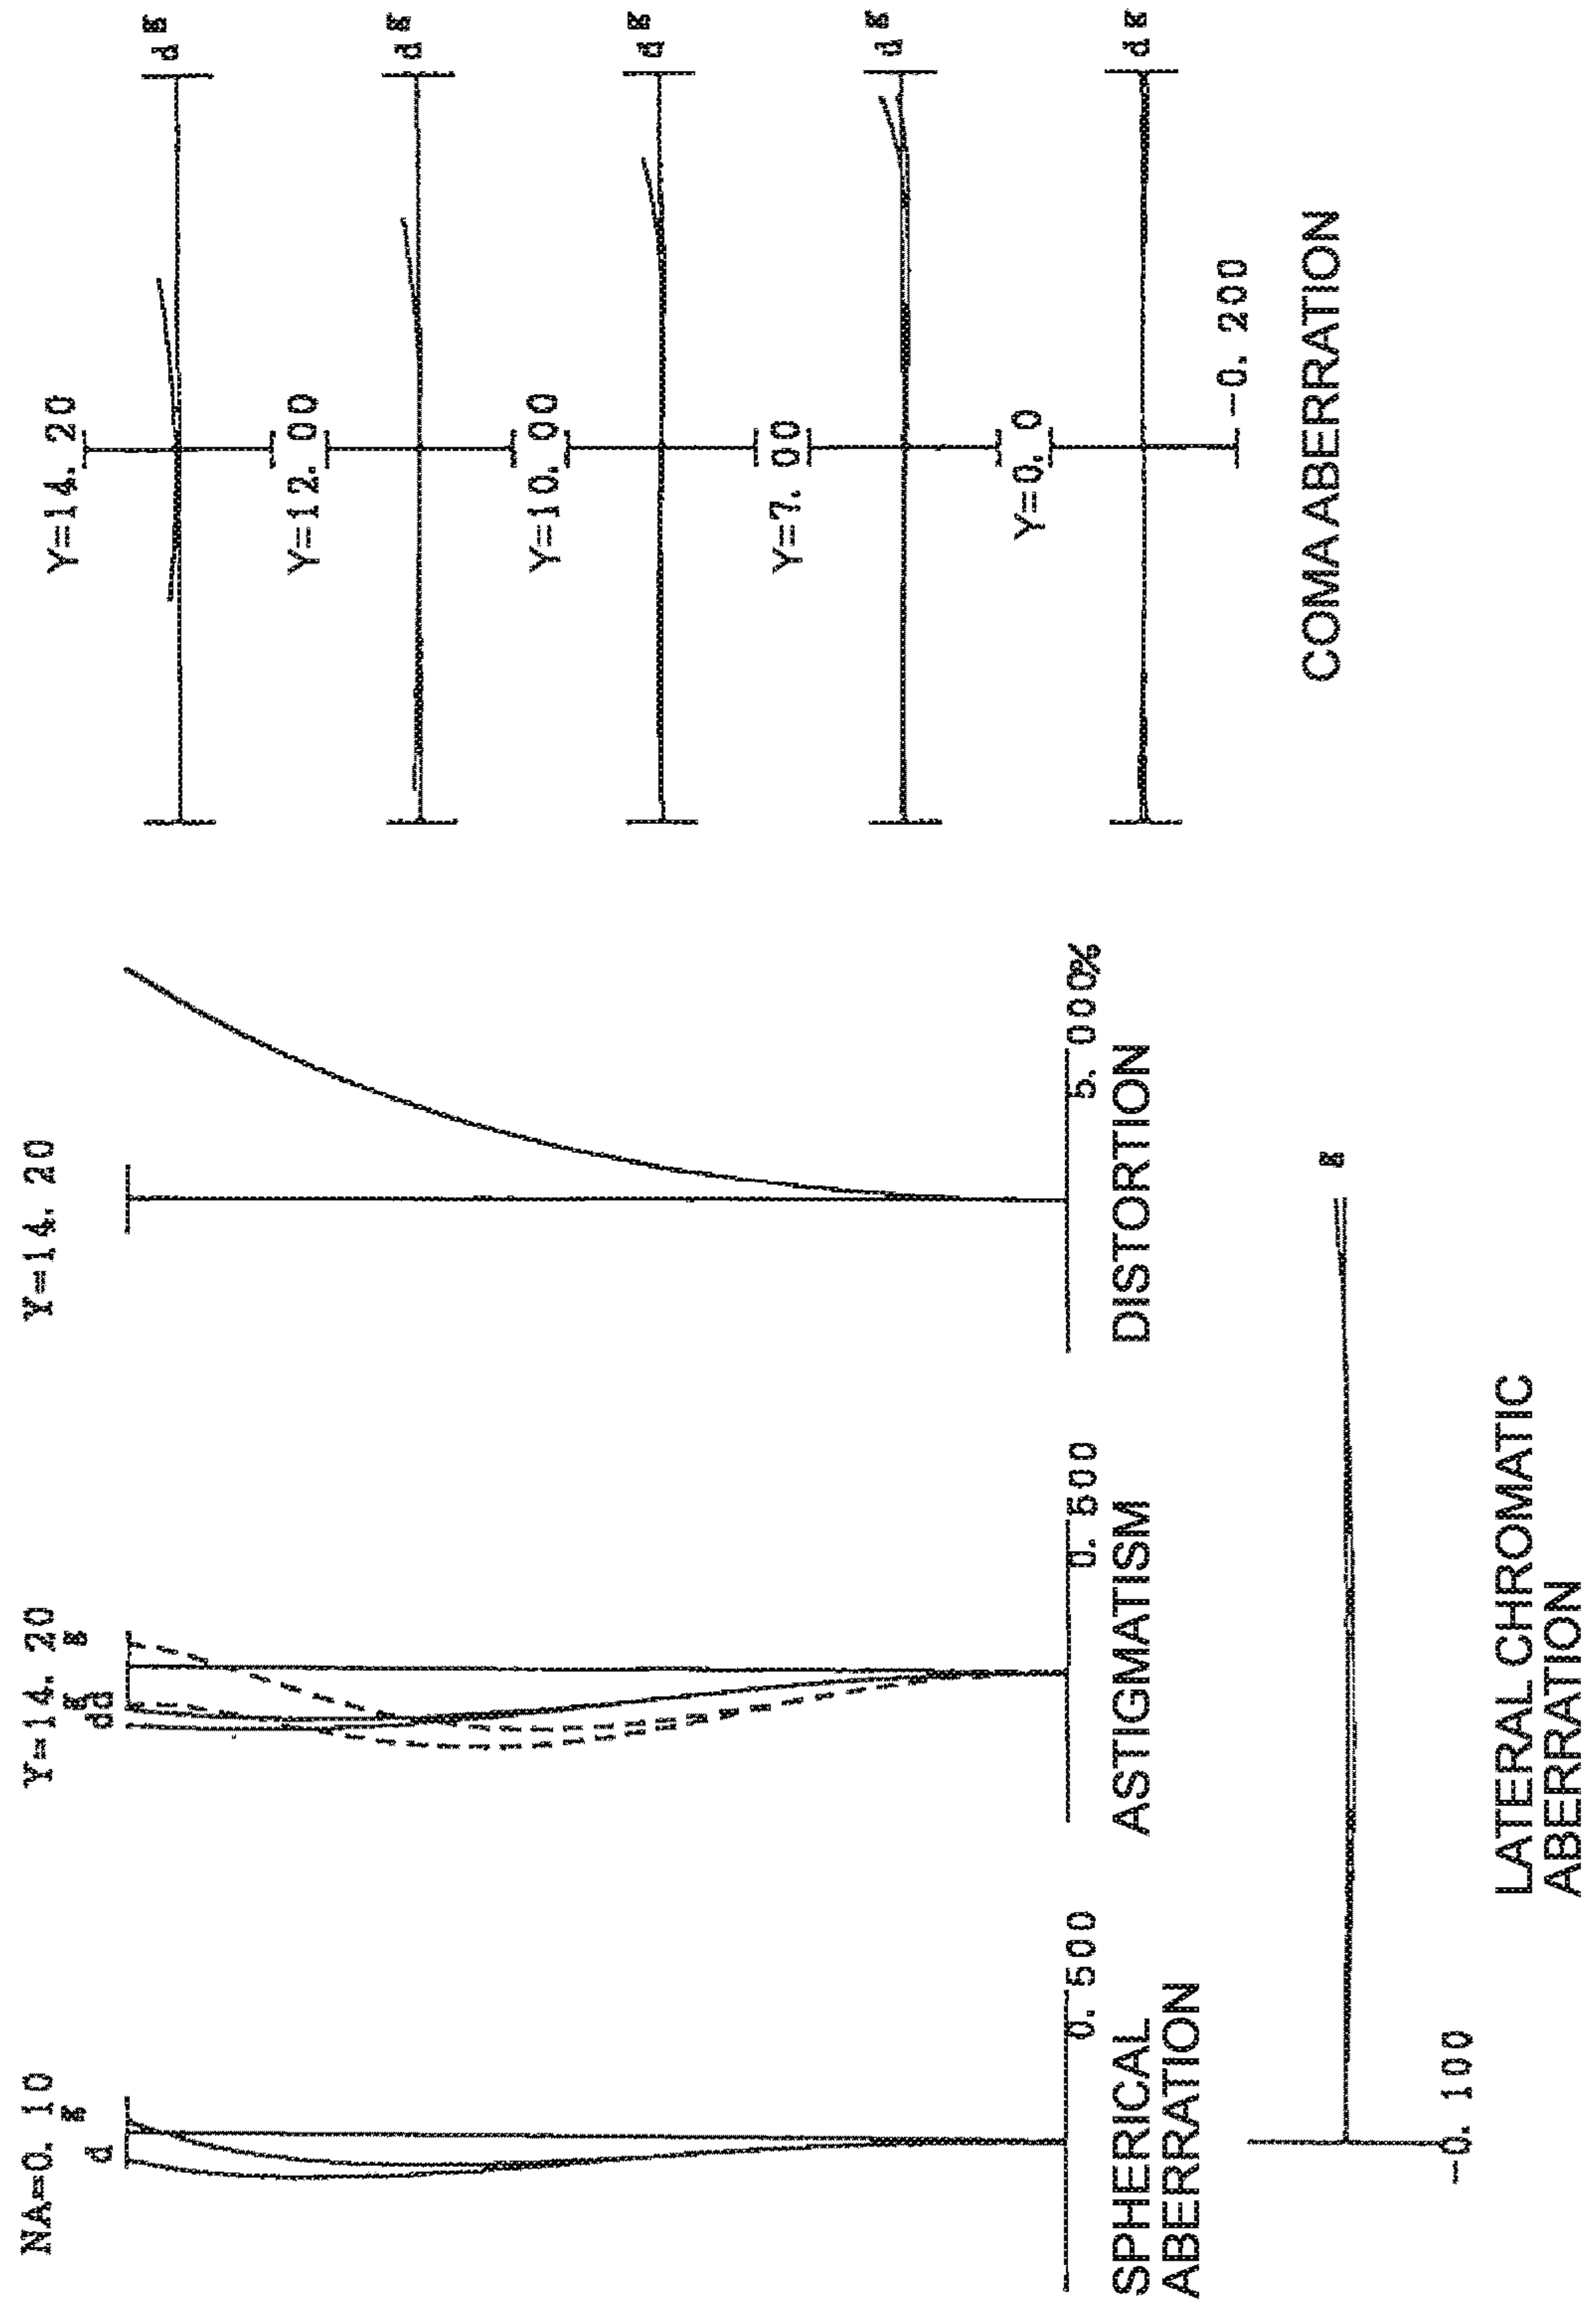 NA=0. 10
d
g
0. 500
SPHERICAL
ABERRATION
Y=14. 20
g
d d
g
0. 500
ASTIGMATISM
Y=14. 20
5. 000%
DISTORTION
Y=14. 20
d g
Y=12. 00
d g
Y=10. 00
d g
Y=7. 00
d g
Y=0. 0
d g
−0. 200
COMA ABERRATION
g
−0. 100
LATERAL CHROMATIC
ABERRATION